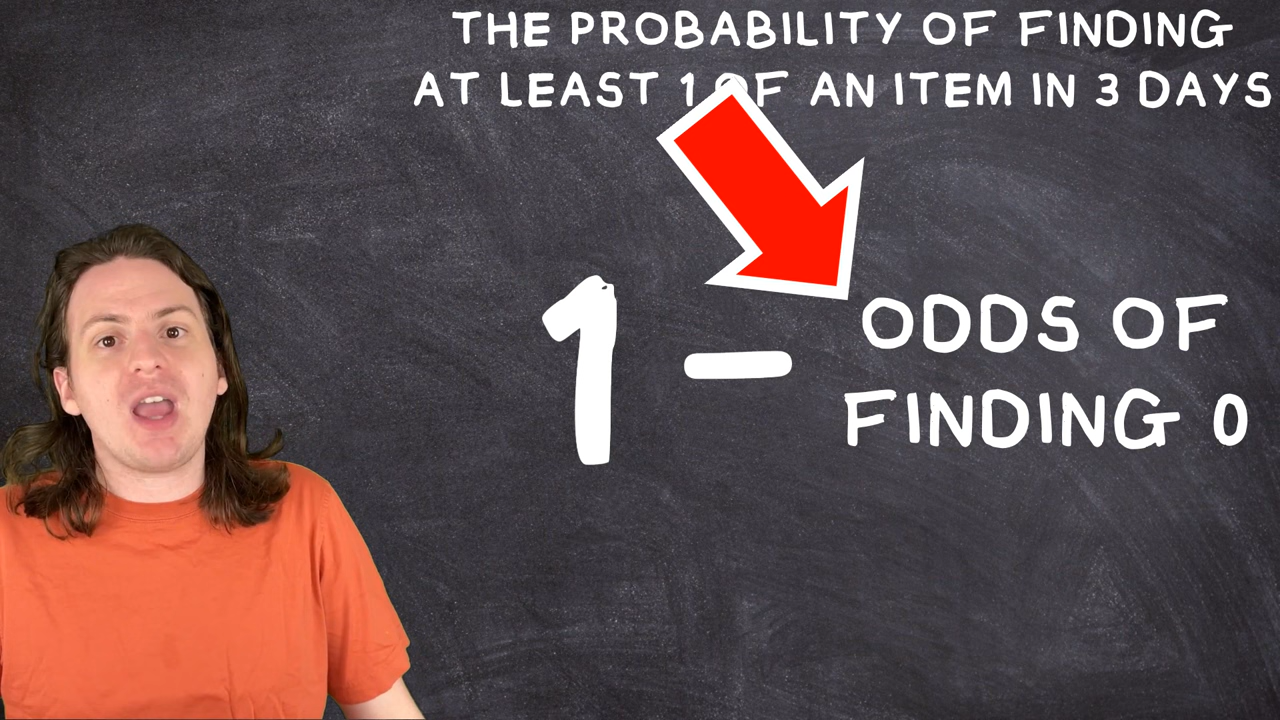 THE PROBABILITY OF FINDING
AT LEAST 1 OF AN ITEM IN 3 DAYS
1 - ODDS OF
FINDING 0